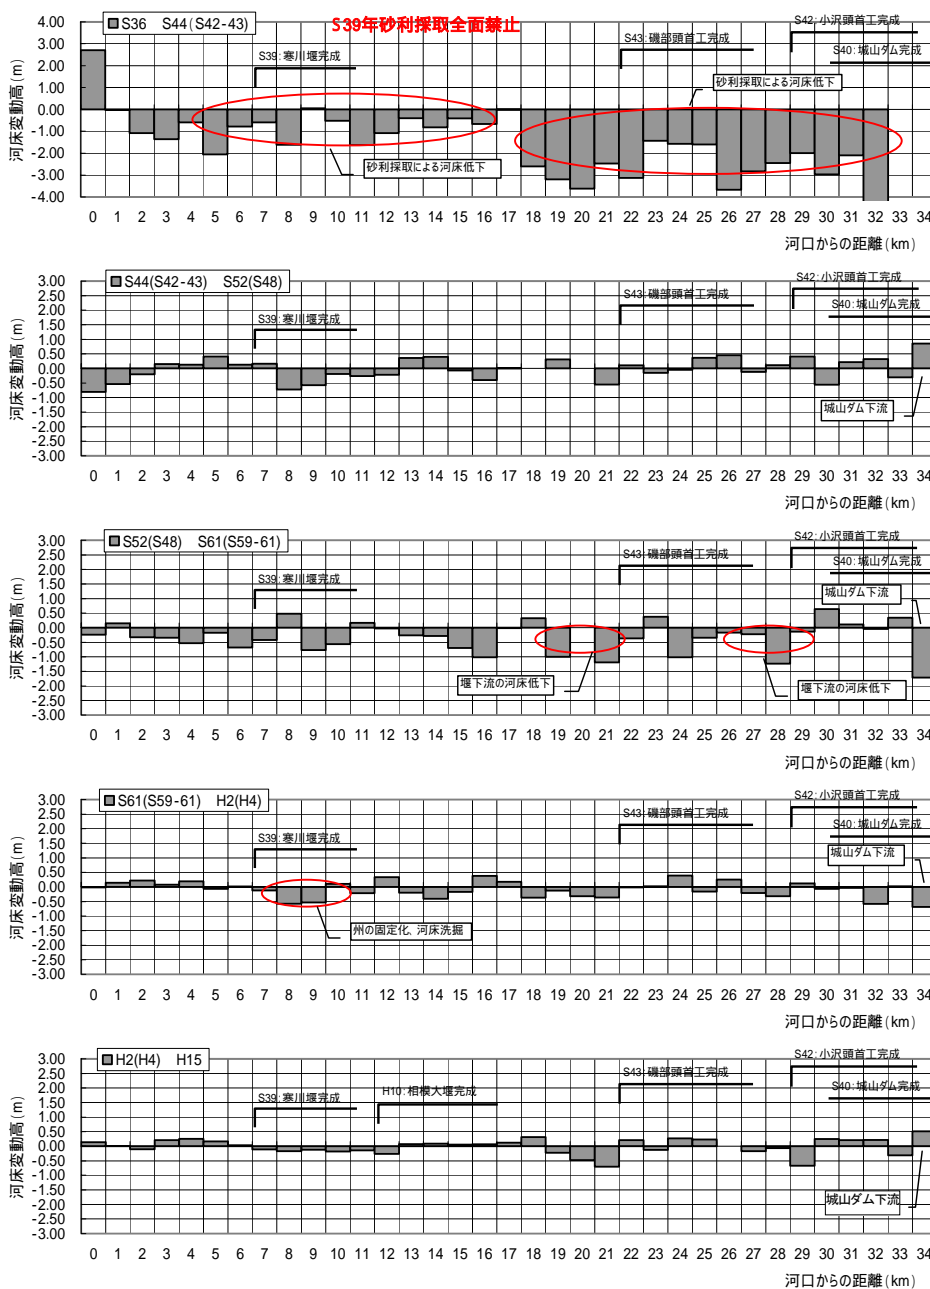 S36 S44(S42-43)
S39年砂利採取全面禁止
S42:小沢頭首工完成
S43:磯部頭首工完成
S39:寒川堰完成
S40:城山ダム完成
砂利採取による河床低下
砂利採取による河床低下
河床変動高(m)
4.00
3.00
2.00
1.00
0.00
-1.00
-2.00
-3.00
-4.00
0 1 2 3 4 5 6 7 8 9 10 11 12 13 14 15 16 17 18 19 20 21 22 23 24 25 26 27 28 29 30 31 32 33 34
河口からの距離(km)
S44(S42-43) S52(S48)
S42:小沢頭首工完成
S43:磯部頭首工完成
S40:城山ダム完成
S39:寒川堰完成
城山ダム下流
河床変動高(m)
3.00
2.00
1.50
1.00
0.50
0.00
-0.50
-1.00
-1.50
-2.00
-2.50
-3.00
0 1 2 3 4 5 6 7 8 9 10 11 12 13 14 15 16 17 18 19 20 21 22 23 24 25 26 27 28 29 30 31 32 33 34
河口からの距離(km)
S52(S48) S61(S59-61)
S42:小沢頭首工完成
S43:磯部頭首工完成
S40:城山ダム完成
S39:寒川堰完成
城山ダム下流
堰下流の河床低下
堰下流の河床低下
河床変動高(m)
3.00
2.50
2.00
1.50
1.00
0.50
0.00
-0.50
-1.00
-1.50
-2.00
-2.50
-3.00
0 1 2 3 4 5 6 7 8 9 10 11 12 13 14 15 16 17 18 19 20 21 22 23 24 25 26 27 28 29 30 31 32 33 34
河口からの距離(km)
S61(S59-61) H2(H4)
S42:小沢頭首工完成
S43:磯部頭首工完成
S40:城山ダム完成
S39:寒川堰完成
城山ダム下流
州の固定化、河床洗掘
河床変動高(m)
3.00
2.50
2.00
1.50
1.00
0.50
0.00
-0.50
-1.00
-1.50
-2.00
-2.50
-3.00
0 1 2 3 4 5 6 7 8 9 10 11 12 13 14 15 16 17 18 19 20 21 22 23 24 25 26 27 28 29 30 31 32 33 34
河口からの距離(km)
H2(H4) H15
S42:小沢頭首工完成
S43:磯部頭首工完成
H10:相模大堰完成
S40:城山ダム完成
S39:寒川堰完成
城山ダム下流
河床変動高(m)
3.00
2.50
2.00
1.50
1.00
0.50
0.00
-0.50
-1.00
-1.50
-2.00
-2.50
-3.00
0 1 2 3 4 5 6 7 8 9 10 11 12 13 14 15 16 17 18 19 20 21 22 23 24 25 26 27 28 29 30 31 32 33 34
河口からの距離(km)